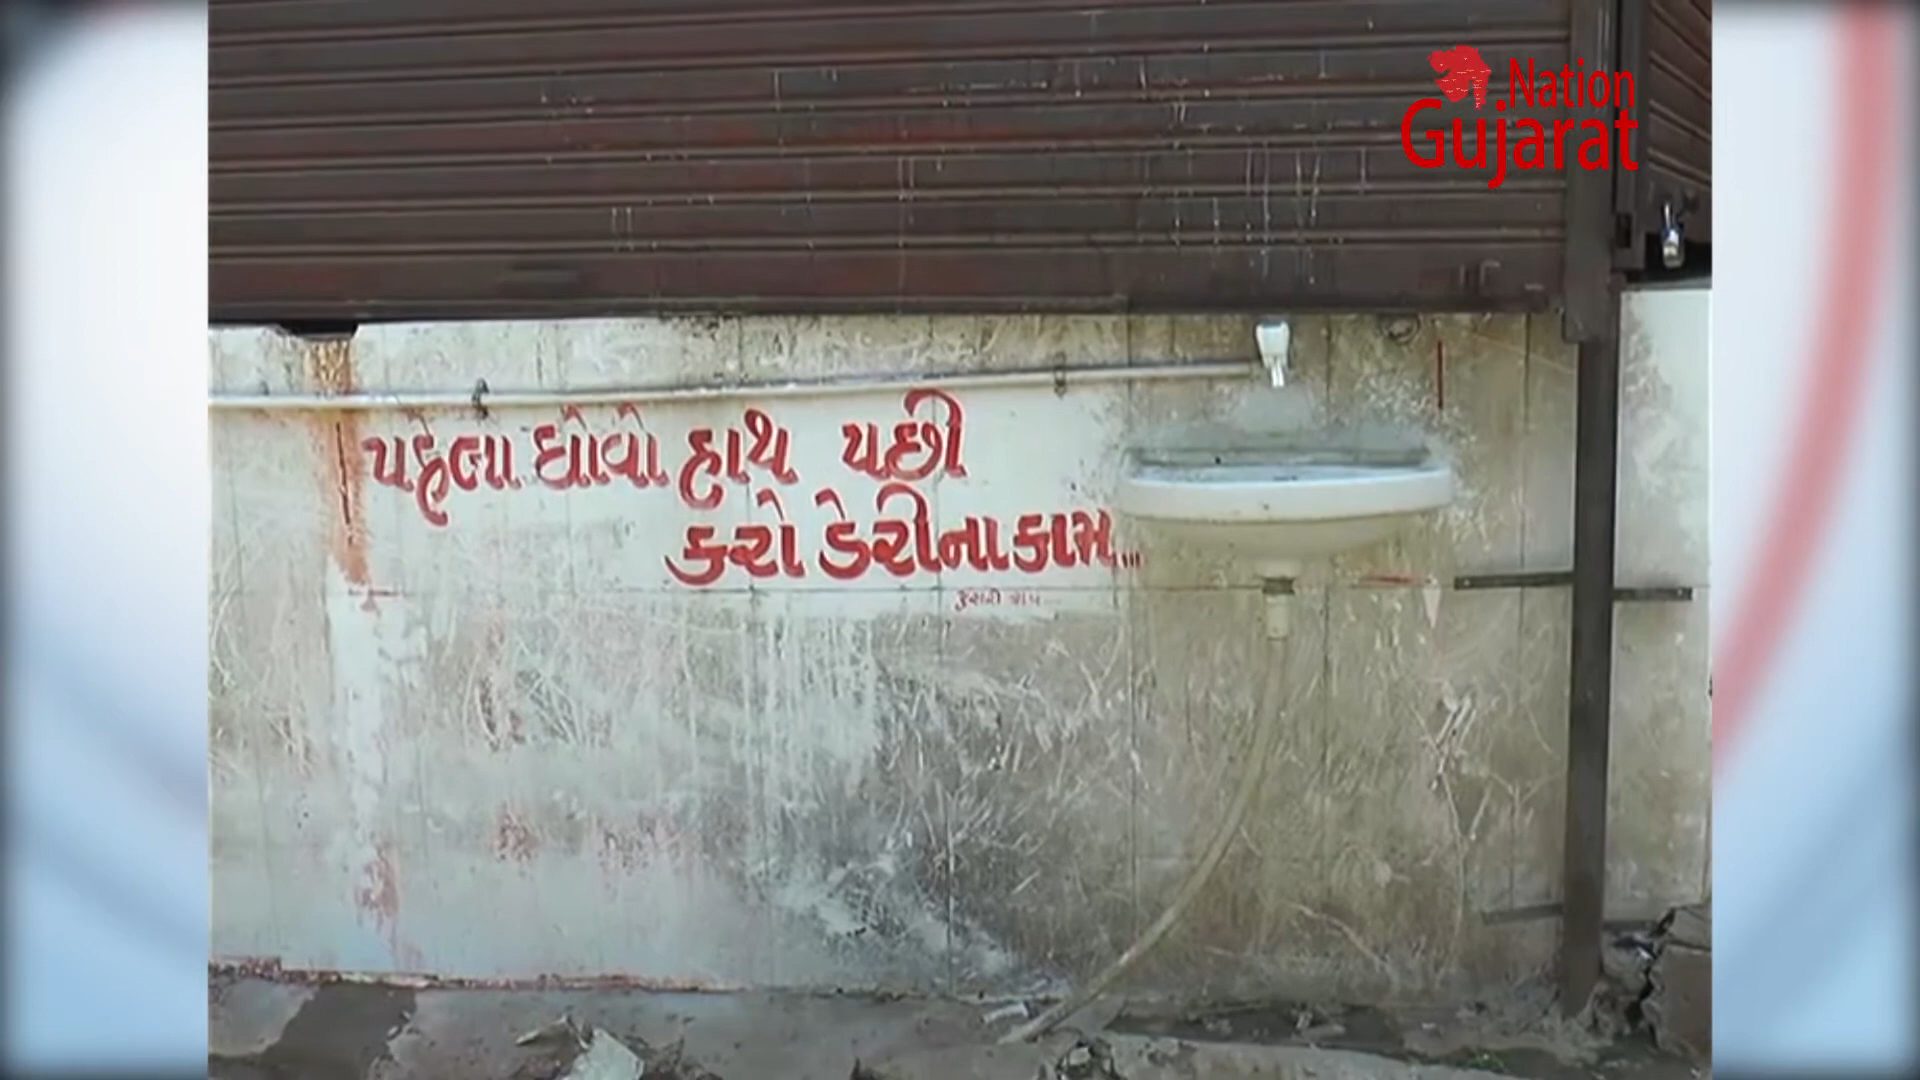 Nation
Gujarat
પહેલા ધોવો હાથ પછી
કરો ડેરીના કામ...